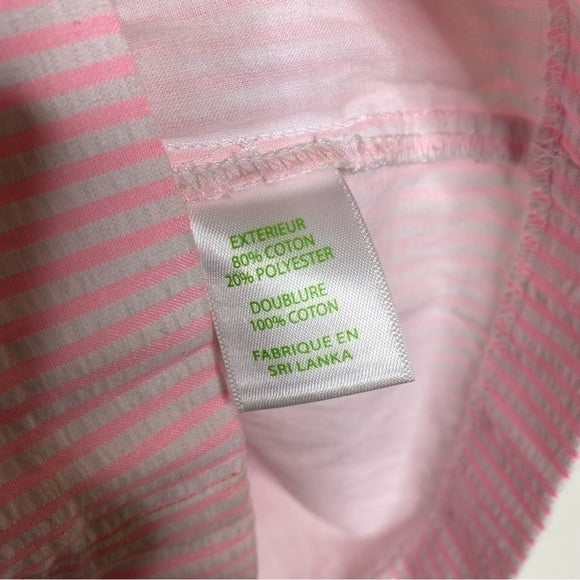 EXTERIEUR
80% COTON
20% POLYESTER
DOUBLURE
100% COTON
FABRIQUE EN
SRI LANKA